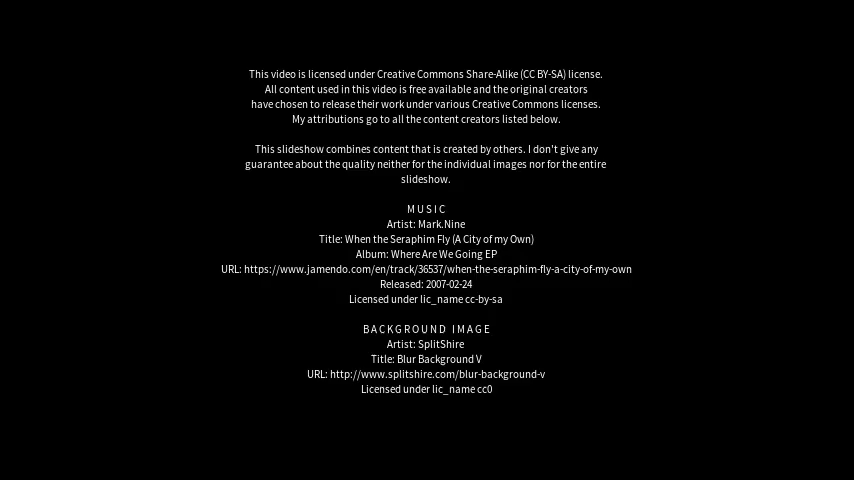 This video is licensed under Creative Commons Share-Alike (CC BY-SA) license.
All content used in this video is free available and the original creators
have chosen to release their work under various Creative Commons licenses.
My attributions go to all the content creators listed below.
This slideshow combines content that is created by others. I don't give any
guarantee about the quality neither for the individual images nor for the entire
slideshow.
MUSIC
Artist: Mark.Nine
Title: When the Seraphim Fly (A City of my Own)
Album: Where Are We Going EP
URL: https://www.jamendo.com/en/track/36537/when-the-seraphim-fly-a-city-of-my-own
Released: 2007-02-24
Licensed under lic_name cc-by-sa
BACKGROUND IMAGE
Artist: SplitShire
Title: Blur Background V
URL: http://www.splitshire.com/blur-background-v
Licensed under lic_name cc0